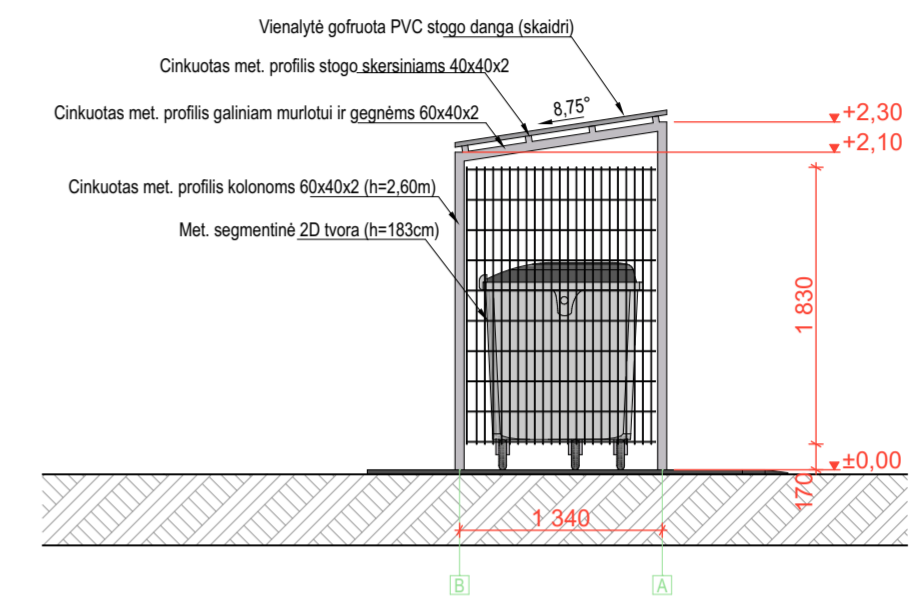 Vienalytė gofruota PVC stogo danga (skaidri)
Cinkuotas met. profilis stogo skersiniams 40x40x2
8,75°
Cinkuotas met. profilis galiniam murlotui ir gegnėms 60x40x2
+2,30
+2,10
Cinkuotas met. profilis kolonoms 60x40x2 (h=2,60m)
Met. segmentinė 2D tvora (h=183cm)
1 830
±0,00
170
1 340
B
A